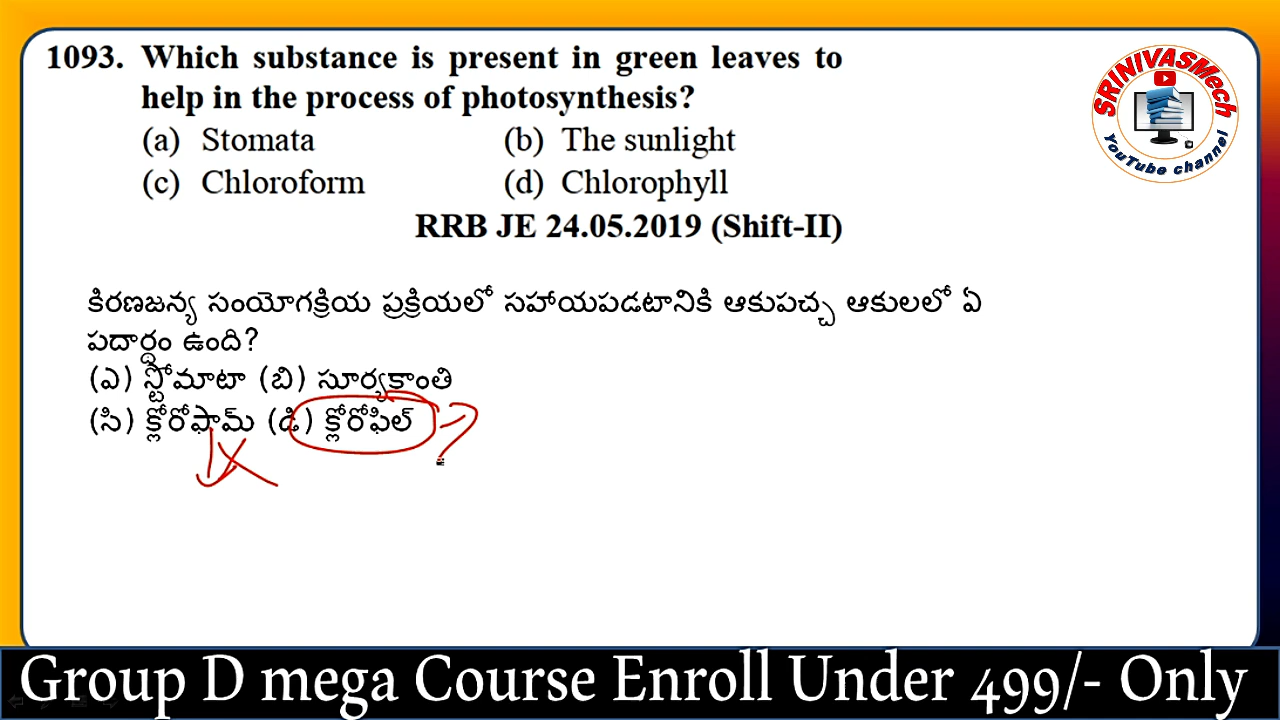 1093. Which substance is present in green leaves to
help in the process of photosynthesis?
(a) Stomata (b) The sunlight
(c) Chloroform (d) Chlorophyll
RRB JE 24.05.2019 (Shift-II)
కిరణజన్య సంయోగక్రియ ప్రక్రియలో సహాయపడటానికి ఆకుపచ్చ ఆకులలో ఏ
పదార్థం ఉంది?
(ఎ) స్టోమాటా (బి) సూర్యకాంతి
(సి) క్లోరోఫామ్ (డి) క్లోరోఫిల్ ?
SRINIVASMech
YouTube channel
Group D mega Course Enroll Under 499/- Only